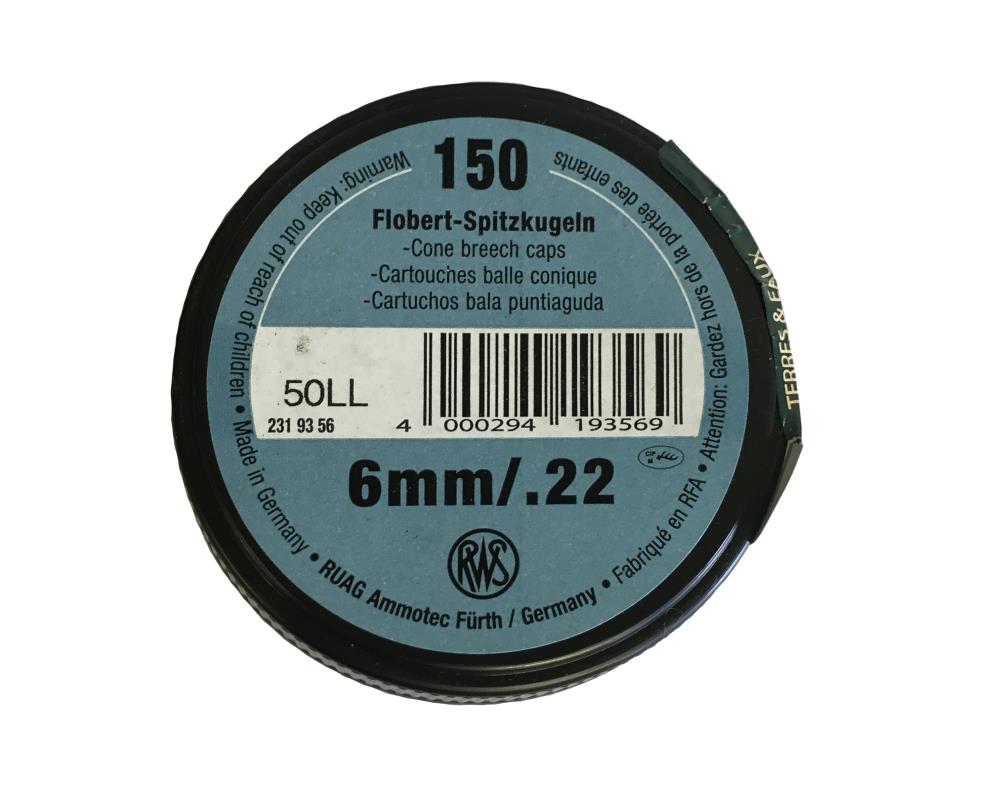 150
Flobert-Spitzkugeln
-Cone breech caps
-Cartouches balle conique
-Cartuchos bala puntiaguda
50LL
231 93 56
4 000294 193569
6mm/.22
CIP
RWS
Warning: Keep out of reach of children • Made in Germany • RUAG Ammotec Fürth / Germany • Fabriqué en RFA • Attention: Gardez hors de la portée des enfants
TERRES & EAUX